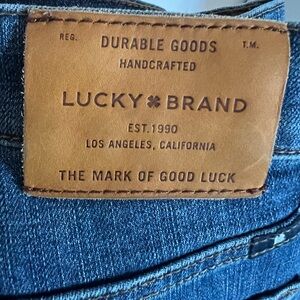 REG. DURABLE GOODS T.M.
HANDCRAFTED
LUCKY BRAND
EST. 1990
LOS ANGELES, CALIFORNIA
THE MARK OF GOOD LUCK